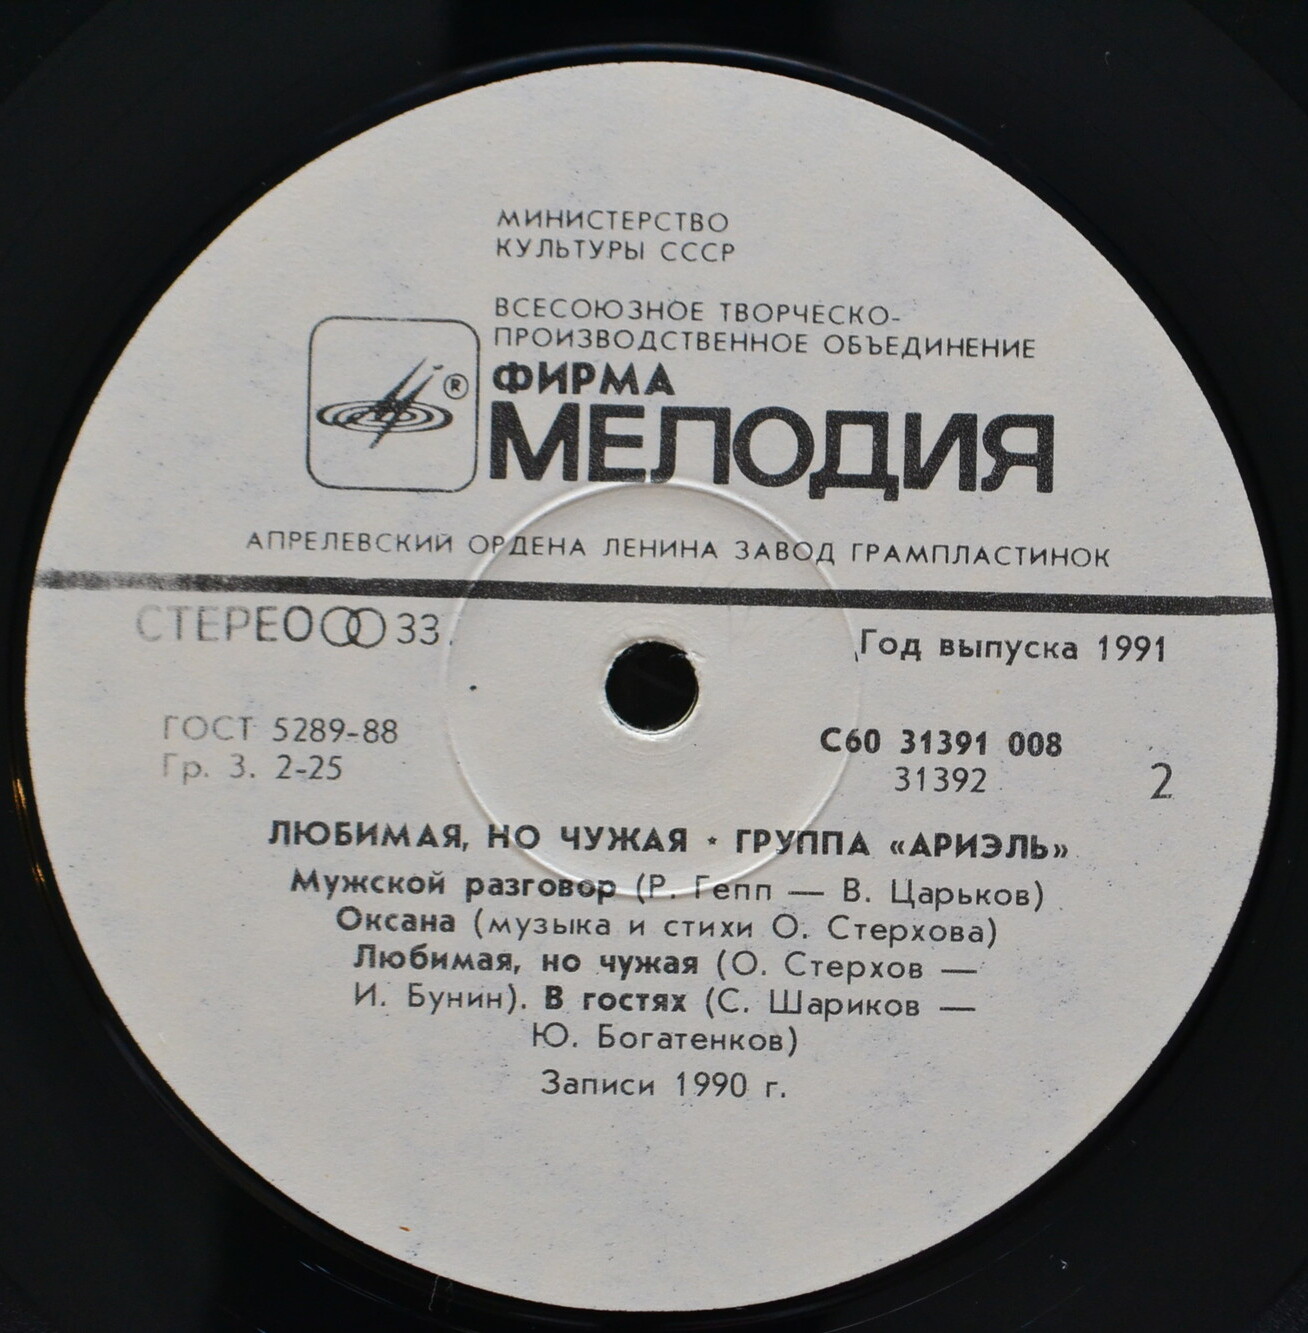 МИНИСТЕРСТВО
КУЛЬТУРЫ СССР
ВСЕСОЮЗНОЕ ТВОРЧЕСКО-
ПРОИЗВОДСТВЕННОЕ ОБЪЕДИНЕНИЕ
ФИРМА
®
МЕЛОДИЯ
АПРЕЛЕВСКИЙ ОРДЕНА ЛЕНИНА ЗАВОД ГРАМПЛАСТИНОК
СТЕРЕО 33
Год выпуска 1991
ГОСТ 5289-88
Гр. 3. 2-25
С60 31391 008
31392
2
ЛЮБИМАЯ, НО ЧУЖАЯ • ГРУППА «АРИЭЛЬ»
Мужской разговор (Р. Гепп — В. Царьков)
Оксана (музыка и стихи О. Стерхова)
Любимая, но чужая (О. Стерхов —
И. Бунин). В гостях (С. Шариков —
Ю. Богатенков)
Записи 1990 г.